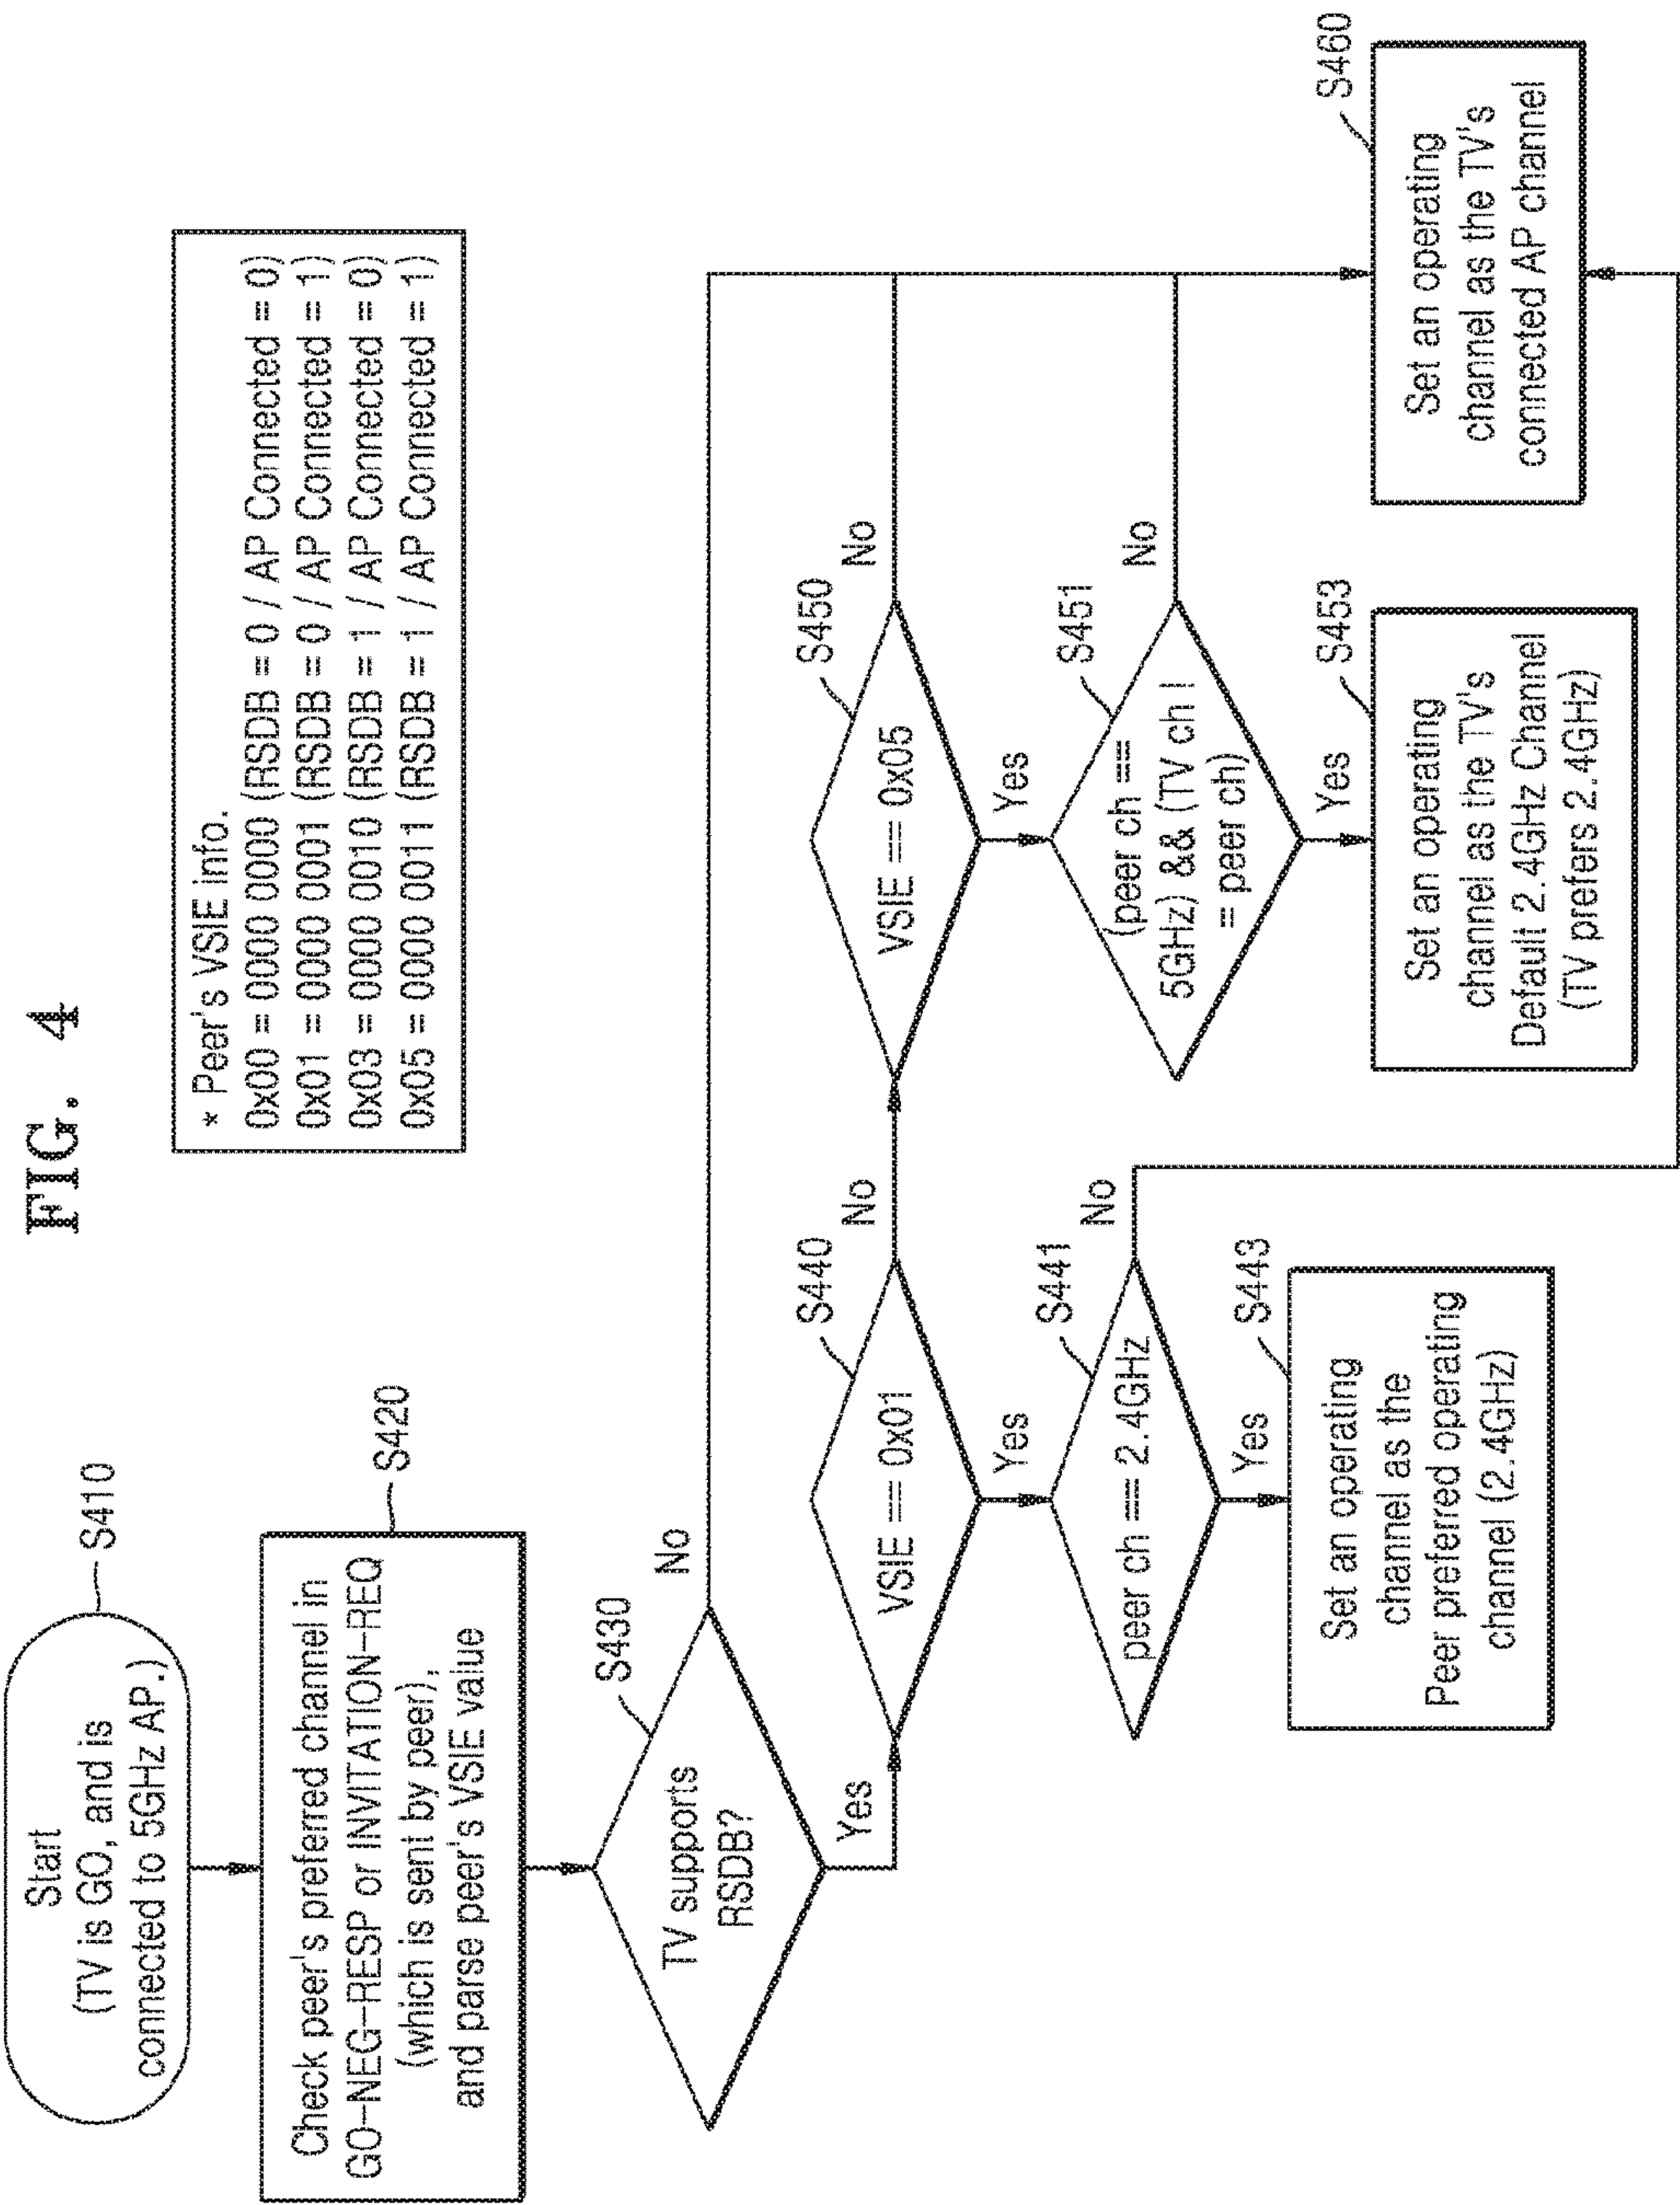 FIG. 4
* Peer's VSIE info.
0x00 = 0000 0000 (RSDB = 0 / AP Connected = 0)
0x01 = 0000 0001 (RSDB = 0 / AP Connected = 1)
0x03 = 0000 0010 (RSDB = 1 / AP Connected = 0)
0x05 = 0000 0011 (RSDB = 1 / AP Connected = 1)
Start
(TV is GO, and is
connected to 5GHz AP.)
S410
Check peer's preferred channel in
GO-NEG-RESP or INVITATION-REQ
(which is sent by peer),
and parse peer's VSIE value
S420
TV supports
RSDB?
S430
No
Yes
VSIE == 0x01
S440
No
Yes
VSIE == 0x05
S450
No
Yes
peer ch == 2.4GHz
S441
No
Yes
(peer ch ==
5GHz) && (TV ch !
= peer ch)
S451
No
Yes
Set an operating
channel as the
Peer preferred operating
channel (2.4GHz)
S443
Set an operating
channel as the TV's
Default 2.4GHz Channel
(TV prefers 2.4GHz)
S453
Set an operating
channel as the TV's
connected AP channel
S460